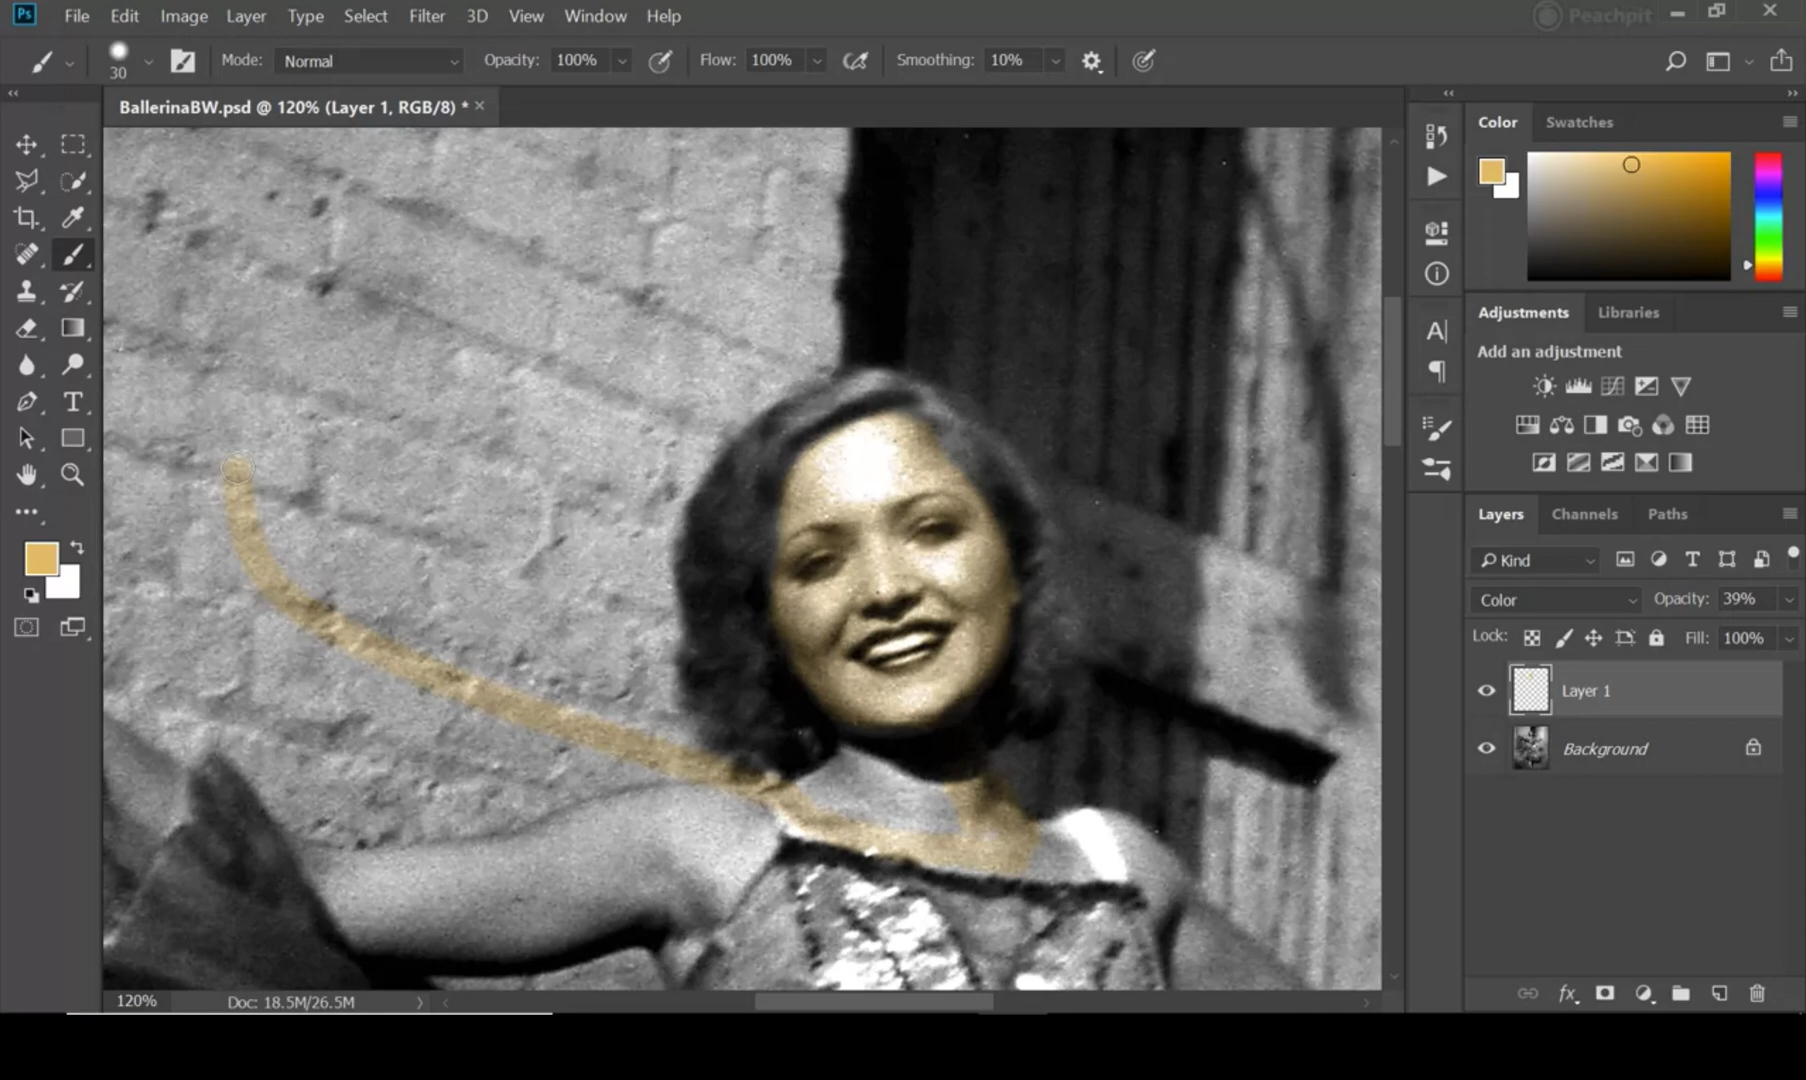 Ps File Edit Image Layer Type Select Filter 3D View Window Help Peachpit
30 Mode: Normal Opacity: 100% Flow: 100% Smoothing: 10%
BallerinaBW.psd @ 120% (Layer 1, RGB/8) *
Color Swatches
Adjustments Libraries
Add an adjustment
Layers Channels Paths
Kind
Color Opacity: 39%
Lock: Fill: 100%
Layer 1
Background
fx
120% Doc: 18.5M/26.5M